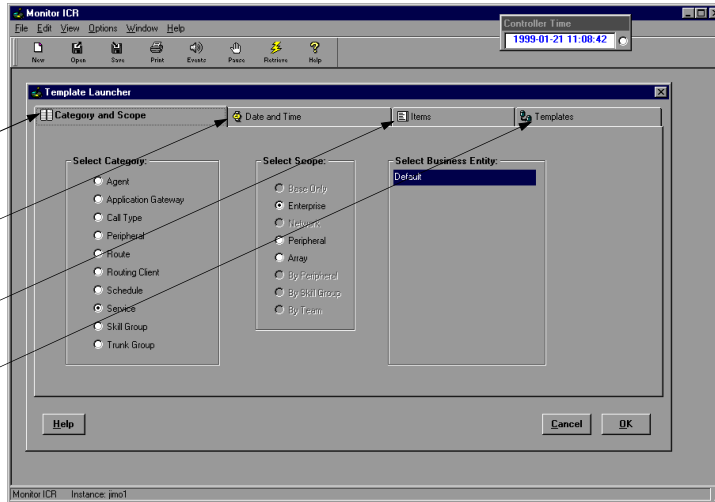 Monitor ICR
File Edit View Options Window Help
Controller Time
1999-01-21 11:08:42
New Open Save Print Events Pause Retrieve Help
Template Launcher
Category and Scope Date and Time Items Templates
Select Category: Select Scope: Select Business Entity:
Agent
Application Gateway
Call Type
Peripheral
Route
Routing Client
Schedule
Service
Skill Group
Trunk Group
Base Only
Enterprise
Network
Peripheral
Array
By Peripheral
By Skill Group
By Team
Default
Help Cancel OK
Monitor ICR Instance: jimo1